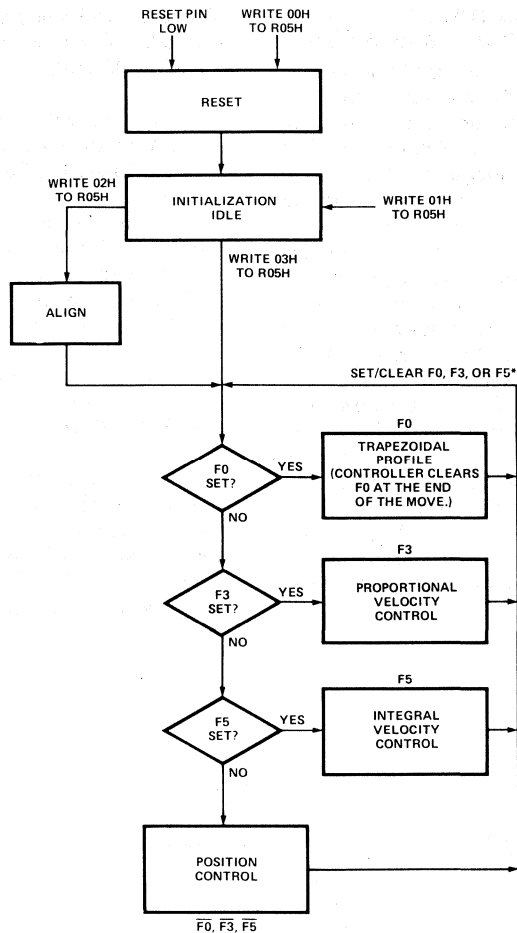 RESET PIN
LOW
WRITE 00H
TO R05H
RESET
WRITE 02H
TO R05H
INITIALIZATION
IDLE
WRITE 01H
TO R05H
WRITE 03H
TO R05H
ALIGN
SET/CLEAR F0, F3, OR F5*
F0
F0
SET?
YES
TRAPEZOIDAL
PROFILE
(CONTROLLER CLEARS
F0 AT THE END
OF THE MOVE.)
NO
F3
F3
SET?
YES
PROPORTIONAL
VELOCITY
CONTROL
NO
F5
F5
SET?
YES
INTEGRAL
VELOCITY
CONTROL
NO
POSITION
CONTROL
F̅0̅, F̅3̅, F̅5̅